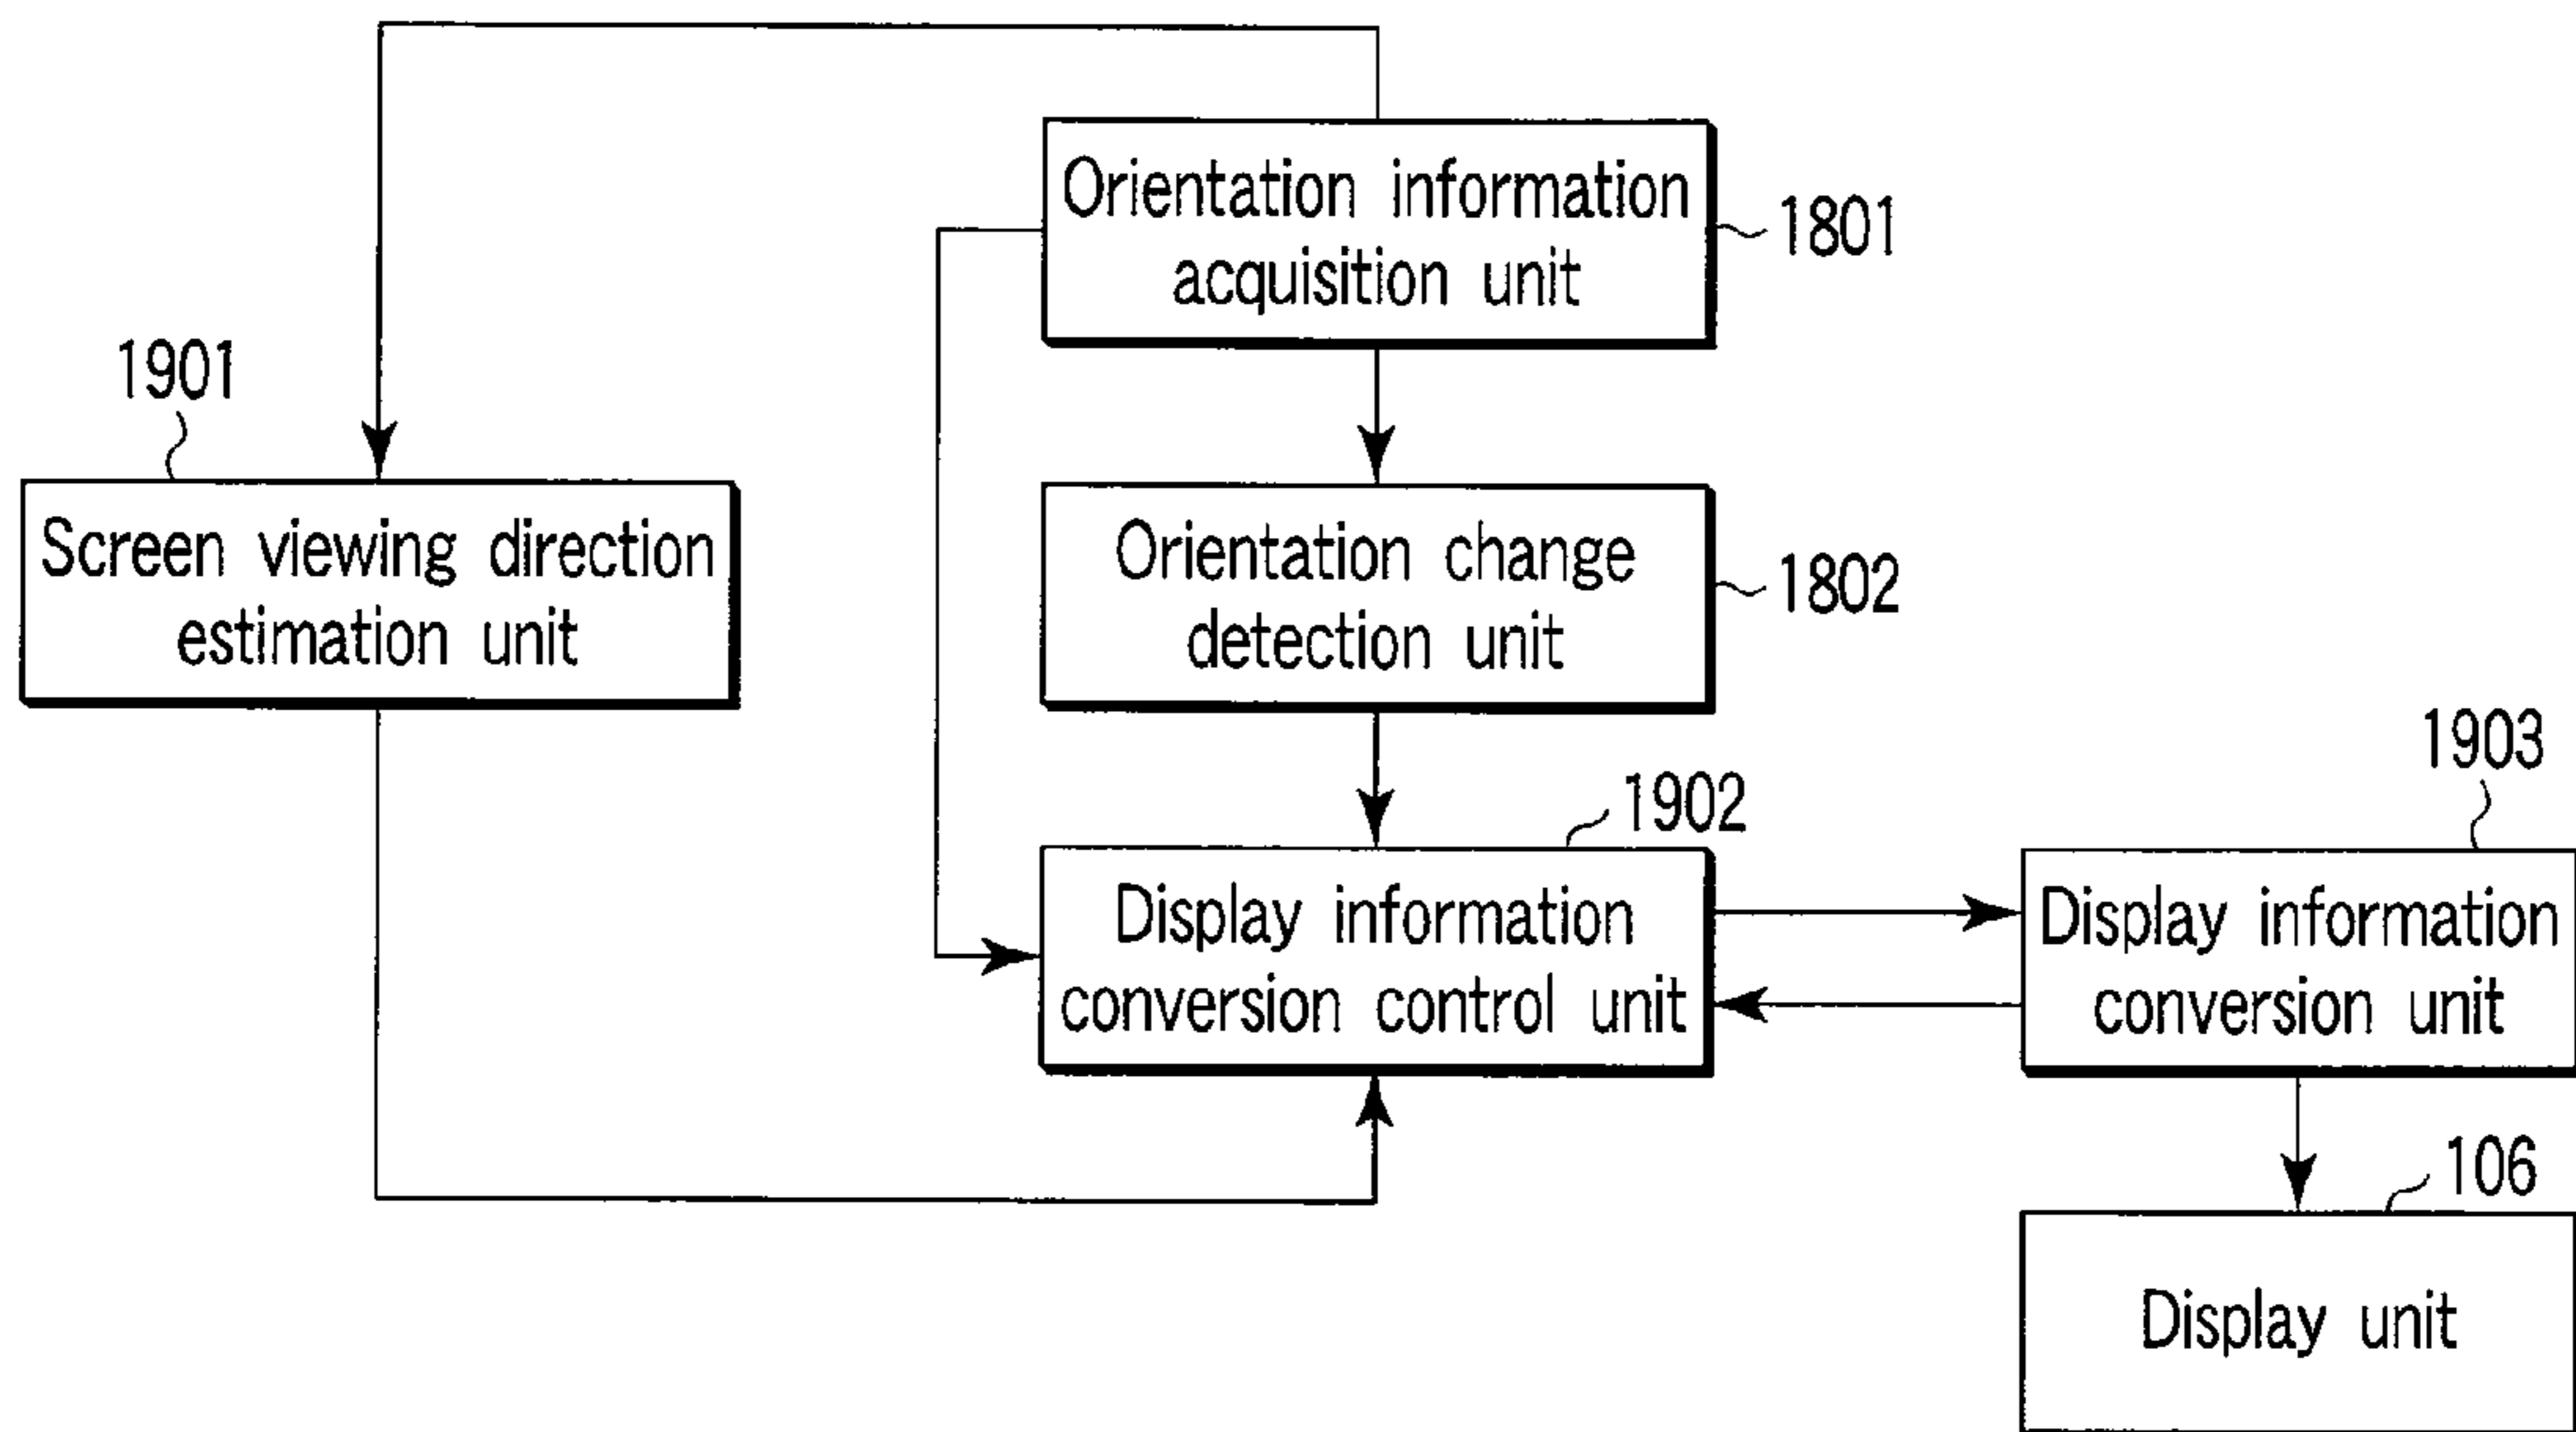 Orientation information
acquisition unit
1801
1901
Screen viewing direction
estimation unit
Orientation change
detection unit
1802
1902
Display information
conversion control unit
1903
Display information
conversion unit
106
Display unit